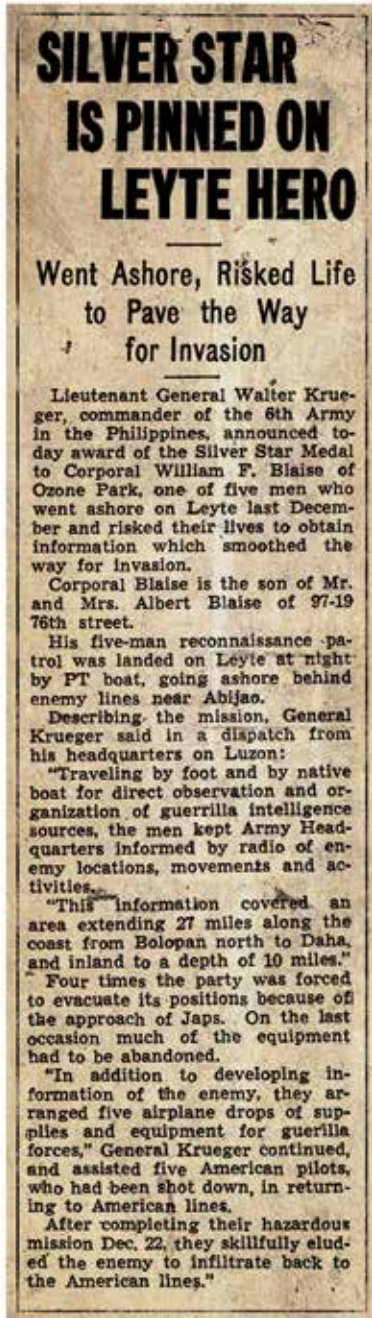 SILVER STAR
IS PINNED ON
LEYTE HERO
Went Ashore, Risked Life
to Pave the Way
for Invasion
Lieutenant General Walter Krue-
ger, commander of the 6th Army
in the Philippines, announced to-
day award of the Silver Star Medal
to Corporal William F. Blaise of
Ozone Park, one of five men who
went ashore on Leyte last Decem-
ber and risked their lives to obtain
information which smoothed the
way for invasion.
Corporal Blaise is the son of Mr.
and Mrs. Albert Blaise of 97-19
76th street.
His five-man reconnaissance pa-
trol was landed on Leyte at night
by PT boat, going ashore behind
enemy lines near Abijao.
Describing the mission, General
Krueger said in a dispatch from
his headquarters on Luzon:
"Traveling by foot and by native
boat for direct observation and or-
ganization of guerrilla intelligence
sources, the men kept Army Head-
quarters informed by radio of en-
emy locations, movements and ac-
tivities.
"This information covered an
area extending 27 miles along the
coast from Bolopan north to Daha,
and inland to a depth of 10 miles."
Four times the party was forced
to evacuate its positions because of
the approach of Japs. On the last
occasion much of the equipment
had to be abandoned.
"In addition to developing in-
formation of the enemy, they ar-
ranged five airplane drops of sup-
plies and equipment for guerilla
forces," General Krueger continued,
and assisted five American pilots,
who had been shot down, in return-
ing to American lines.
After completing their hazardous
mission Dec. 22, they skillfully elud-
ed the enemy to infiltrate back to
the American lines."